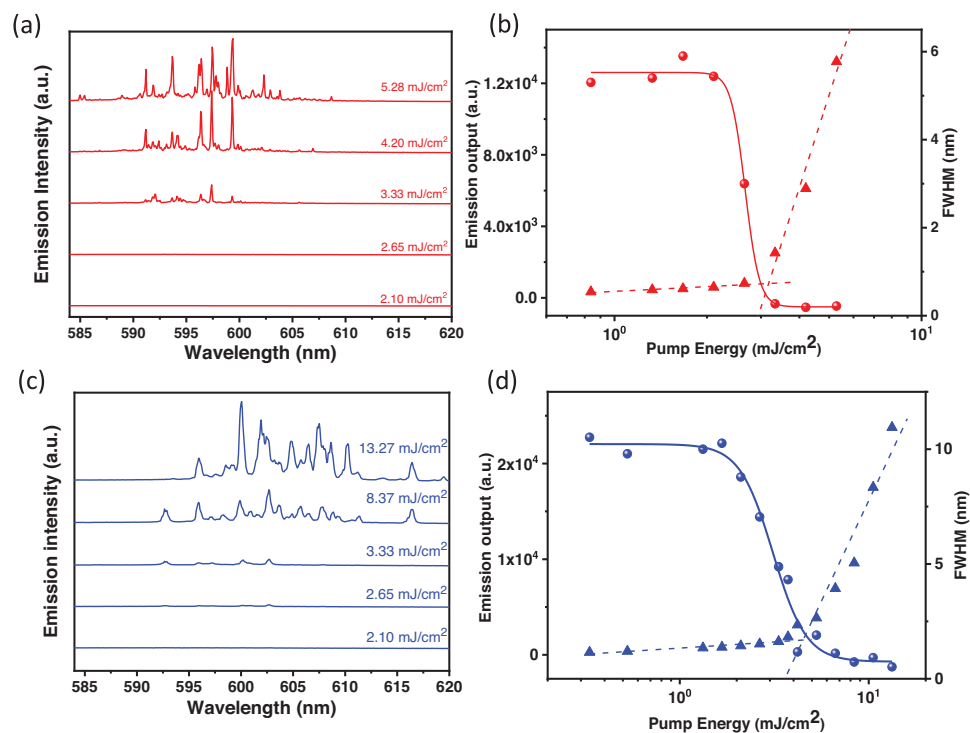 (a)
Emission Intensity (a.u.)
5.28 mJ/cm²
4.20 mJ/cm²
3.33 mJ/cm²
2.65 mJ/cm²
2.10 mJ/cm²
585 590 595 600 605 610 615 620
Wavelength (nm)
(b)
Emission output (a.u.)
1.2x10⁴
8.0x10³
4.0x10³
0.0
6
4
2
0
FWHM (nm)
10⁰ 10¹
Pump Energy (mJ/cm²)
(c)
Emission intensity (a.u.)
13.27 mJ/cm²
8.37 mJ/cm²
3.33 mJ/cm²
2.65 mJ/cm²
2.10 mJ/cm²
585 590 595 600 605 610 615 620
Wavelength (nm)
(d)
Emission output (a.u.)
2x10⁴
1x10⁴
0
10
5
0
FWHM (nm)
10⁰ 10¹
Pump Energy (mJ/cm²)